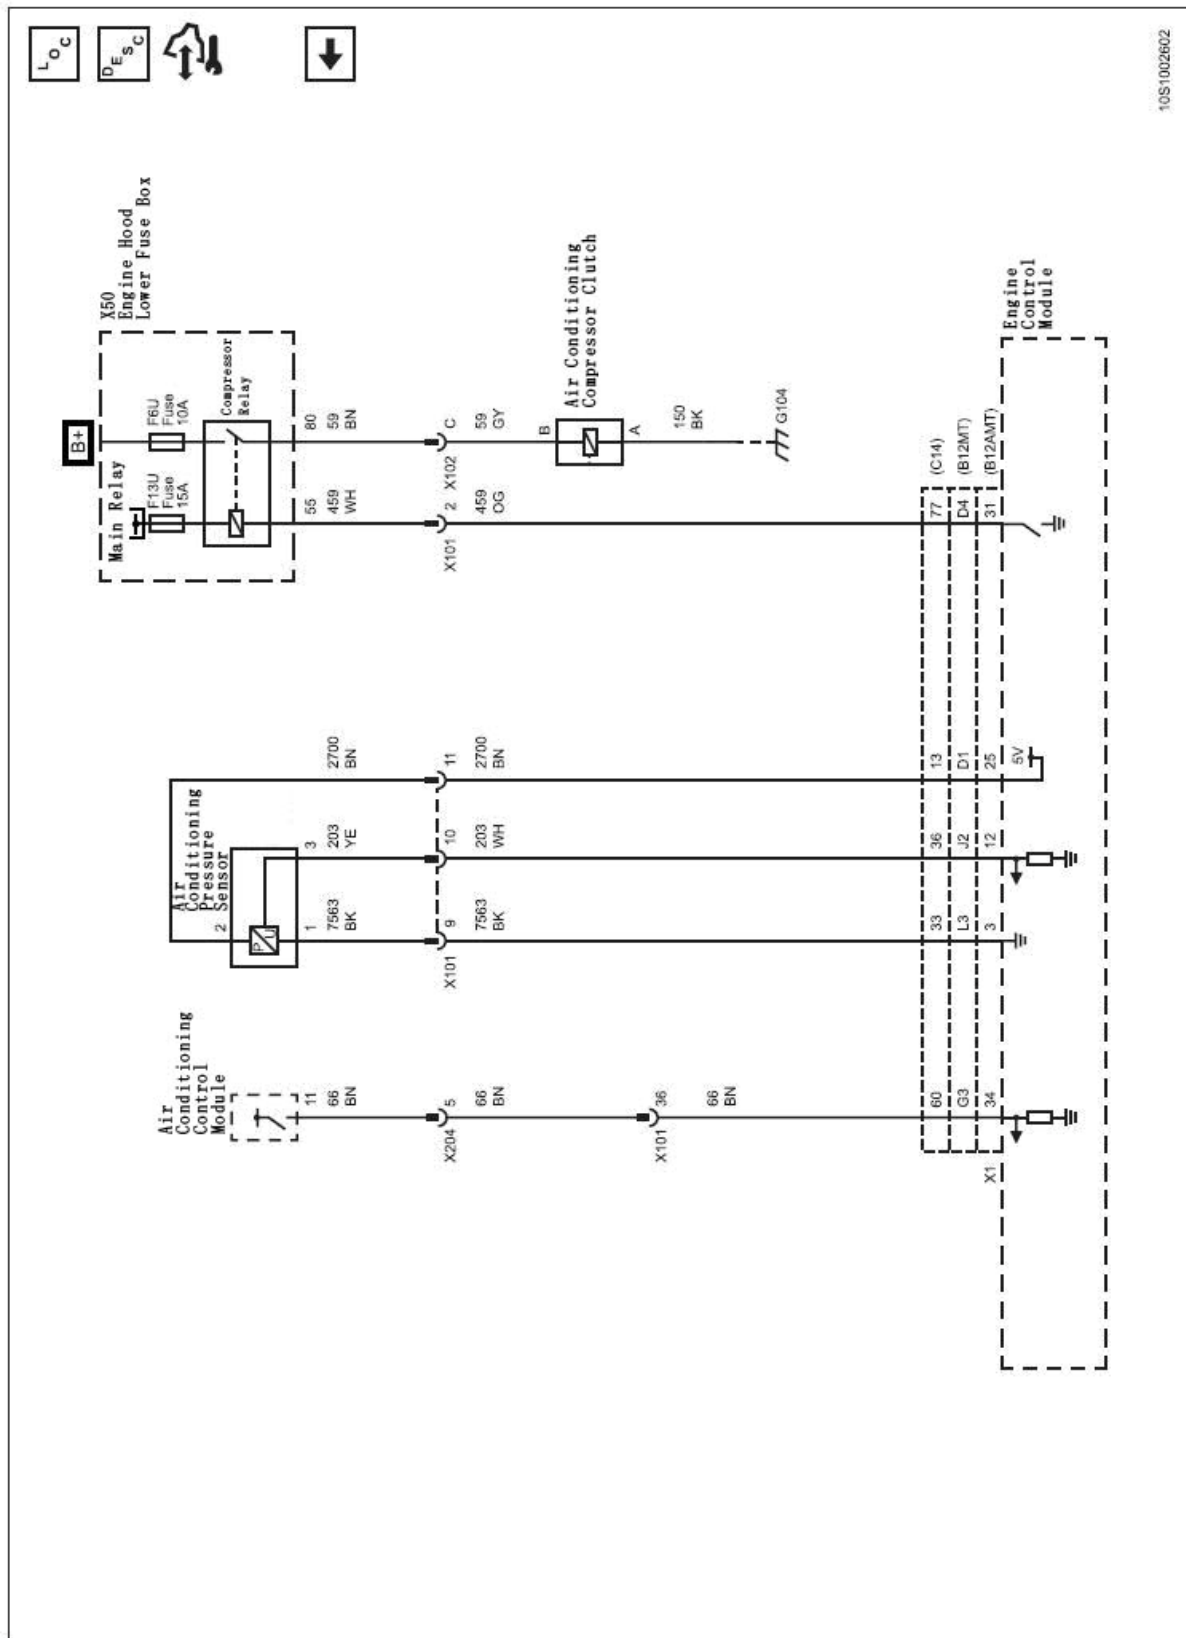 LOC
DESC
10S1002602
X50
Engine Hood
Lower Fuse Box
B+
Main Relay
F13U
Fuse
15A
F6U
Fuse
10A
Compressor
Relay
55
459
WH
80
59
BN
X101
2
459
OG
X102
C
59
GY
Air Conditioning
Compressor Clutch
B
A
150
BK
G104
Air
Conditioning
Pressure
Sensor
2
1
7563
BK
3
203
YE
2700
BN
X101
9
7563
BK
10
203
WH
11
2700
BN
P
U
Air
Conditioning
Control
Module
11
66
BN
X204
5
66
BN
X101
36
66
BN
60
33
36
13
77
(C14)
G3
L3
J2
D1
D4
(B12MT)
X1
34
3
12
25
31
(B12AMT)
5V
Engine
Control
Module